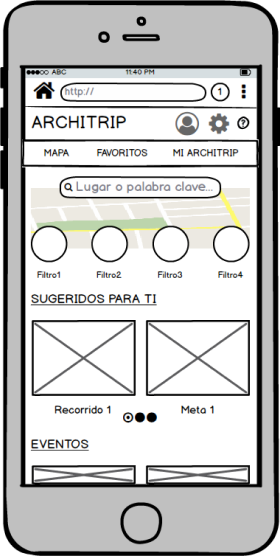 ABC 11:40 PM
http:// 1
ARCHITRIP ?
MAPA FAVORITOS MI ARCHITRIP
Lugar o palabra clave...
Filtro1 Filtro2 Filtro3 Filtro4
SUGERIDOS PARA TI
Recorrido 1 Meta 1
EVENTOS